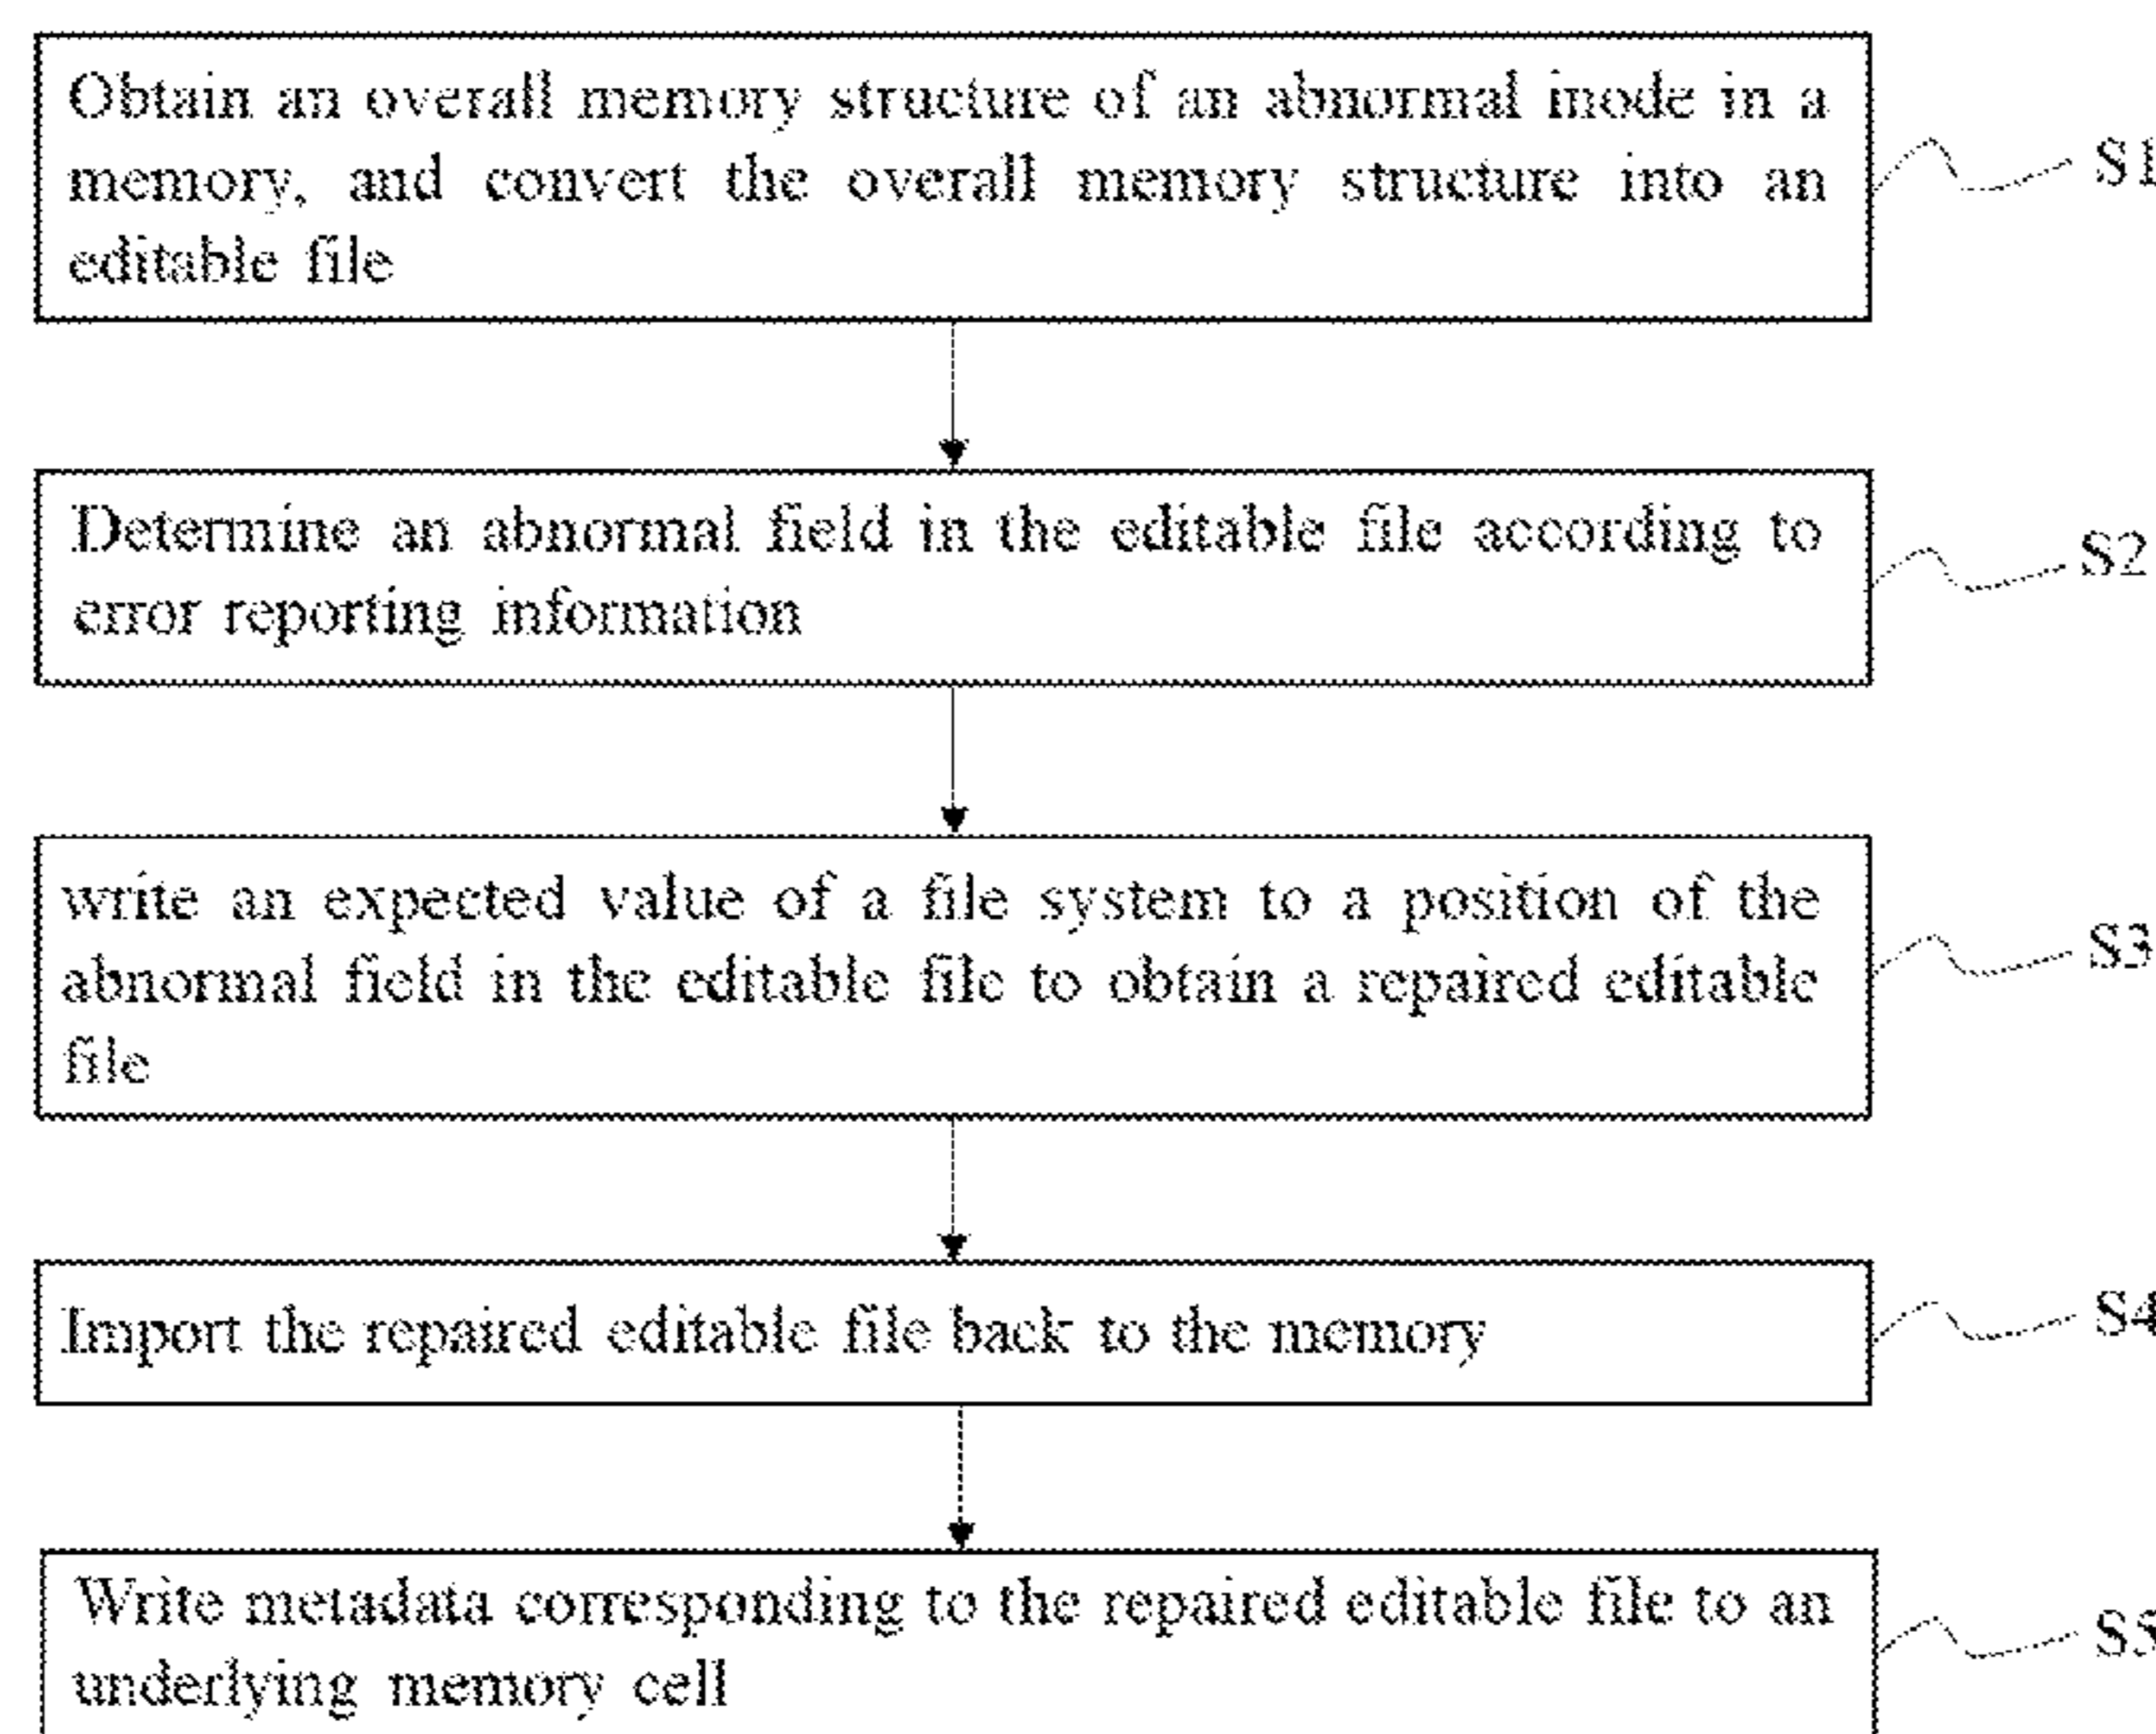 Obtain an overall memory structure of an abnormal inode in a
memory, and convert the overall memory structure into an
editable file
S1
Determine an abnormal field in the editable file according to
error reporting information
S2
write an expected value of a file system to a position of the
abnormal field in the editable file to obtain a repaired editable
file
S3
Import the repaired editable file back to the memory
S4
Write metadata corresponding to the repaired editable file to an
underlying memory cell
S5